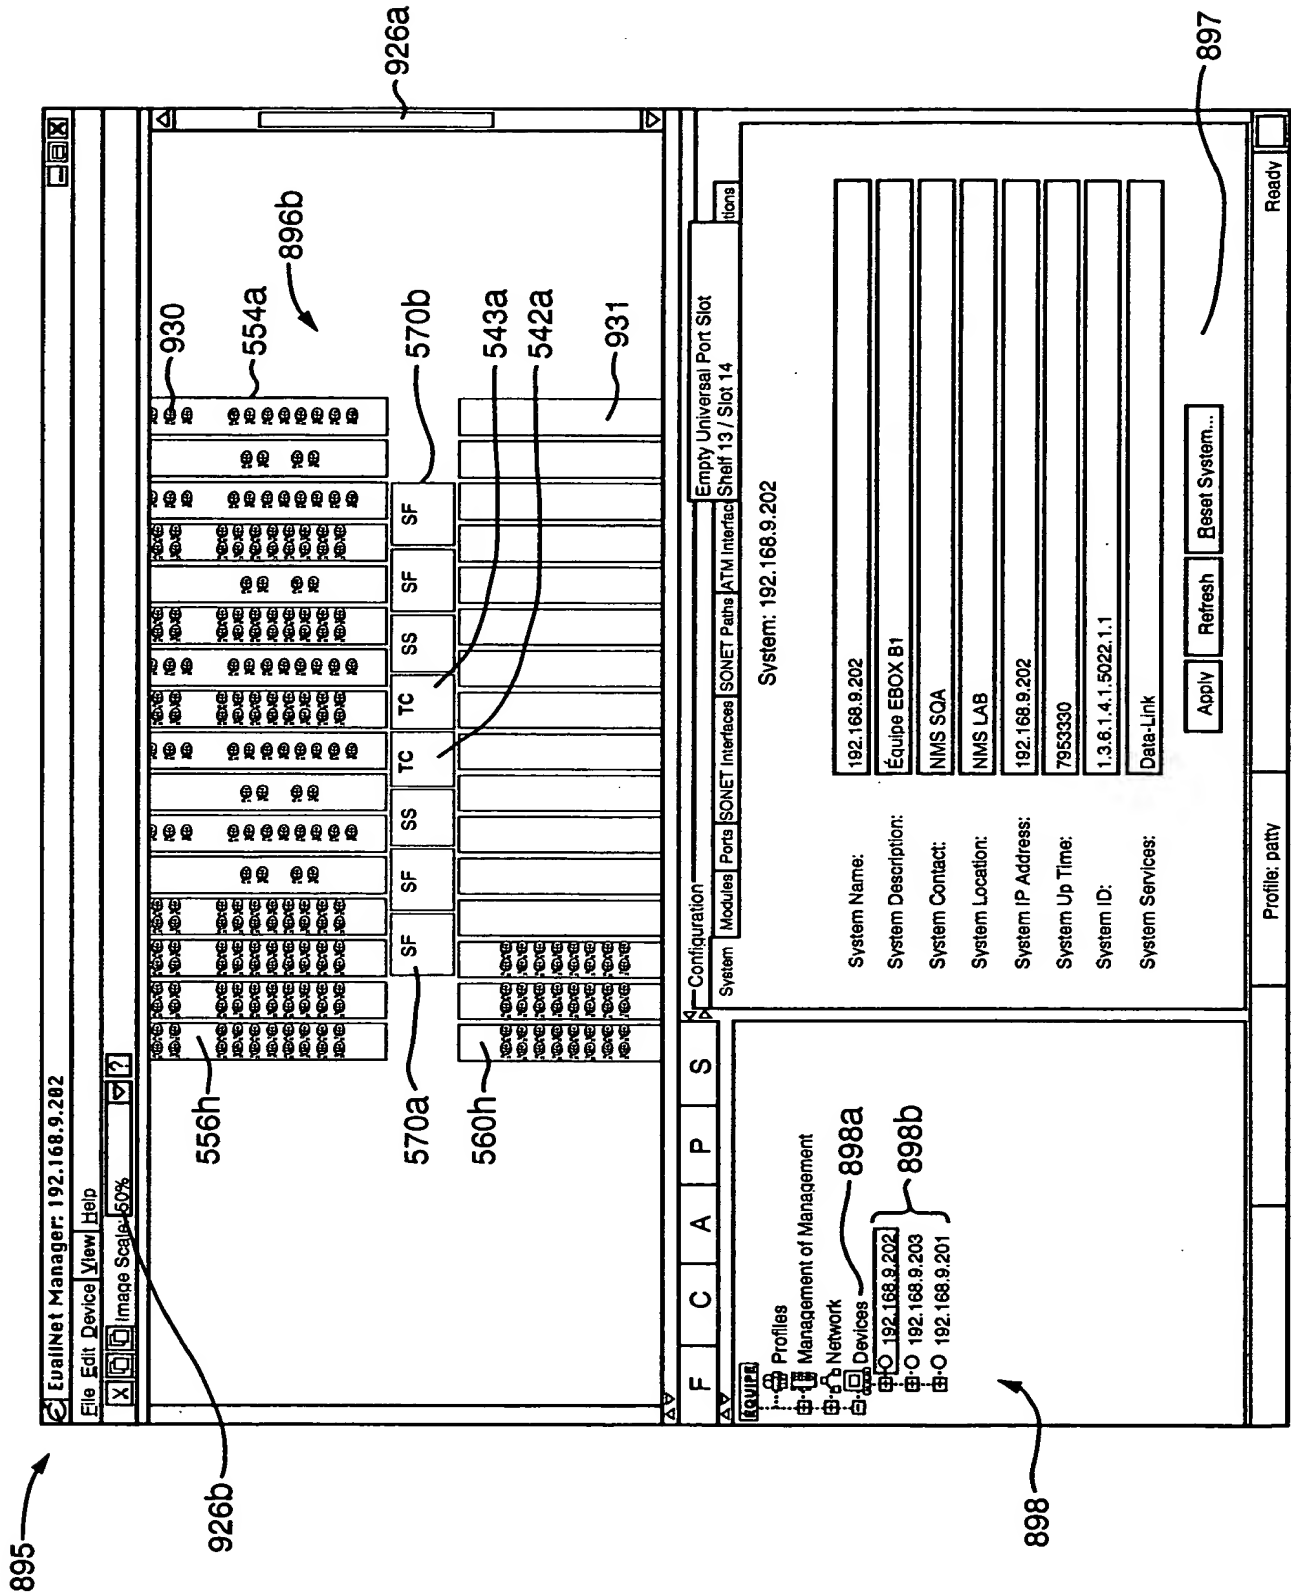 895
EvaliNet Manager: 192.168.9.202
File Edit Device View Help
X Image Scale: 50% ?
926b
926a
930
554a
896b
556h
570a
SF SF SS TC TC SS SF SF
570b
543a
542a
560h
931
F C A P S
EQUIPE
Profiles
Management of Management
Network
Devices
192.168.9.202
192.168.9.203
192.168.9.201
898a
898b
898
Configuration
System Modules Ports SONET Interfaces SONET Paths ATM Interfac tions
Empty Universal Port Slot
Shelf 13 / Slot 14
System: 192.168.9.202
System Name: 192.168.9.202
System Description: Équipe EBOX B1
System Contact: NMS SQA
System Location: NMS LAB
System IP Address: 192.168.9.202
System Up Time: 7953330
System ID: 1.3.6.1.4.1.5022.1.1
System Services: Data-Link
Apply Refresh Reset System...
897
Profile: patty
Ready